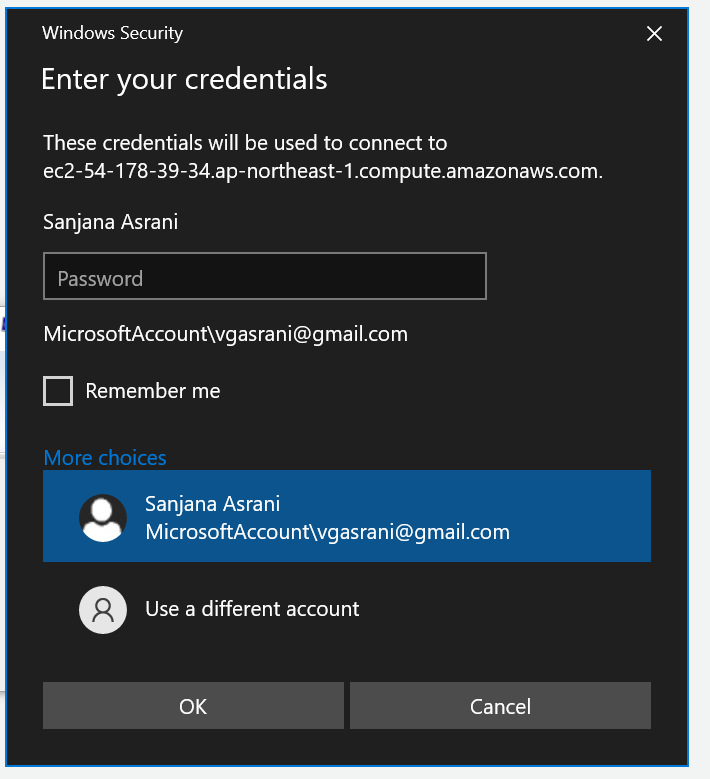 Windows Security
Enter your credentials
These credentials will be used to connect to
ec2-54-178-39-34.ap-northeast-1.compute.amazonaws.com.
Sanjana Asrani
Password
MicrosoftAccount\vgasrani@gmail.com
Remember me
More choices
Sanjana Asrani
MicrosoftAccount\vgasrani@gmail.com
Use a different account
OK
Cancel